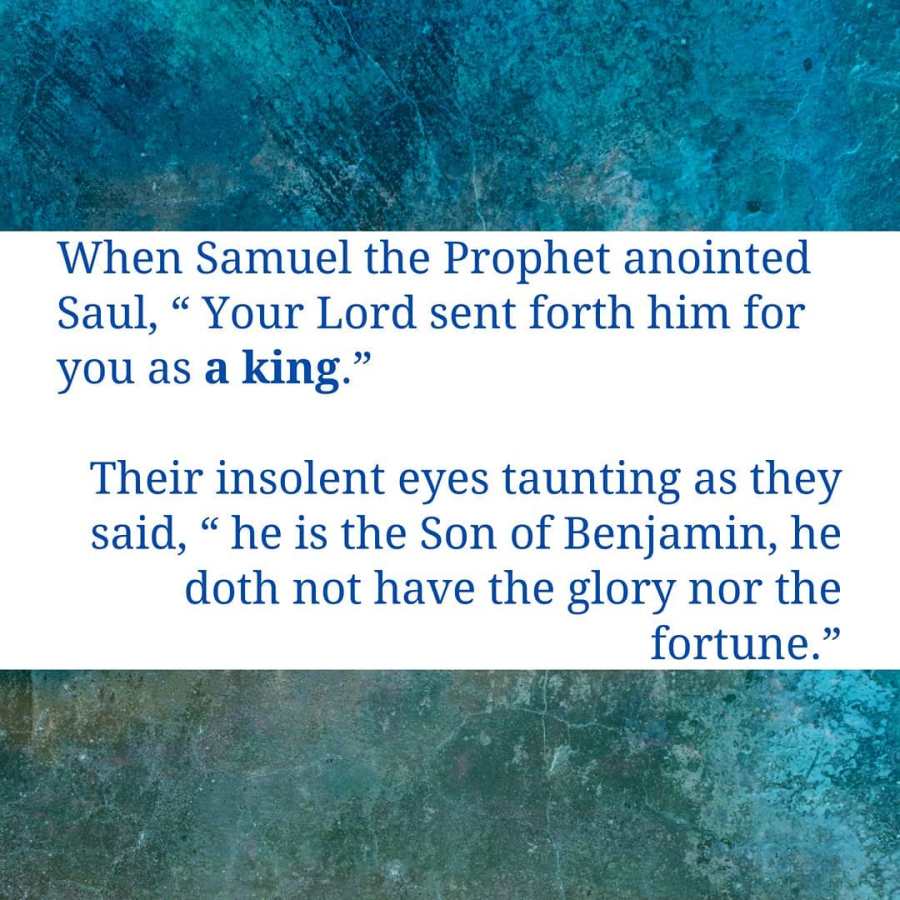 When Samuel the Prophet anointed
Saul, “ Your Lord sent forth him for
you as a king.”
Their insolent eyes taunting as they
said, “ he is the Son of Benjamin, he
doth not have the glory nor the
fortune.”